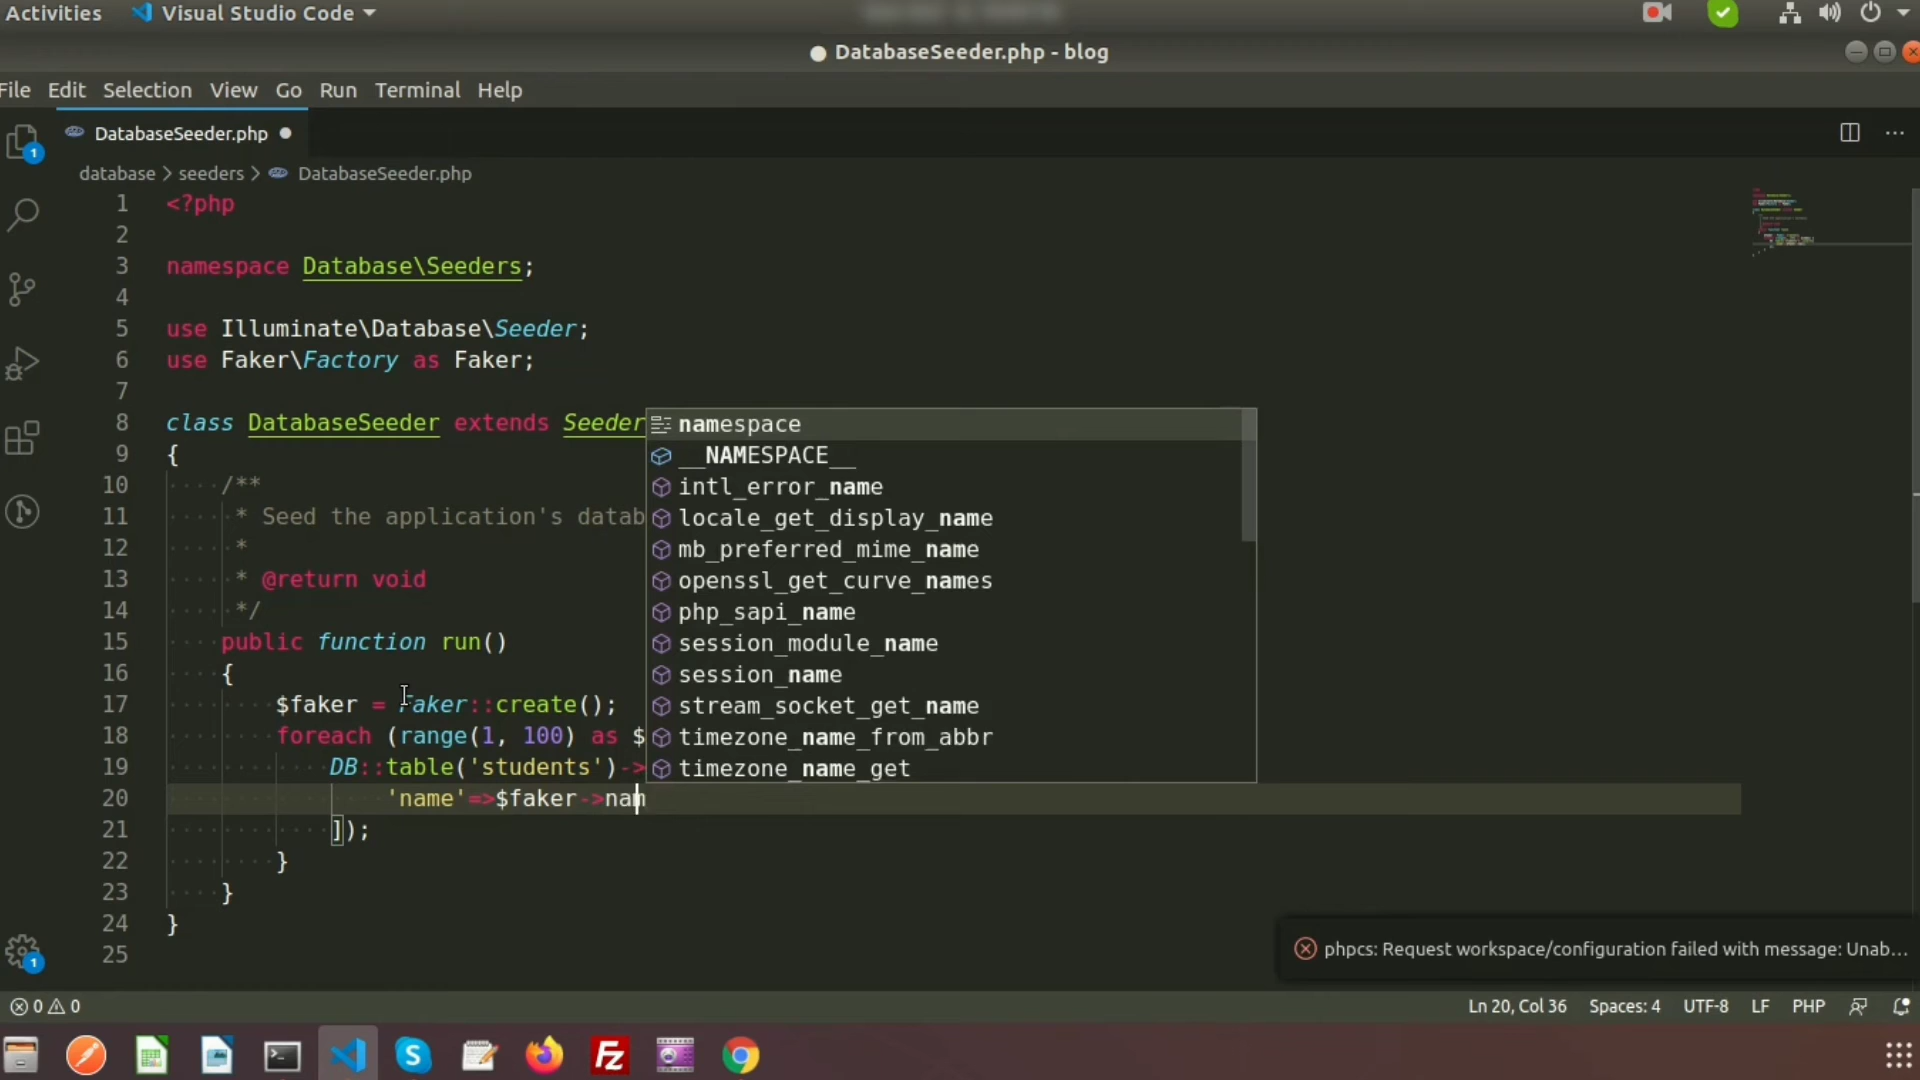 Activities Visual Studio Code
DatabaseSeeder.php - blog
File Edit Selection View Go Run Terminal Help
DatabaseSeeder.php
database > seeders > DatabaseSeeder.php
1 <?php
2
3 namespace Database\Seeders;
4
5 use Illuminate\Database\Seeder;
6 use Faker\Factory as Faker;
7
8 class DatabaseSeeder extends Seeder
9 {
10 /**
11 * Seed the application's datab
12 *
13 * @return void
14 */
15 public function run()
16 {
17 $faker = Faker::create();
18 foreach (range(1, 100) as $
19 DB::table('students')->
20 'name'=>$faker->nam
21 ]);
22 }
23 }
24 }
25
namespace
__NAMESPACE__
intl_error_name
locale_get_display_name
mb_preferred_mime_name
openssl_get_curve_names
php_sapi_name
session_module_name
session_name
stream_socket_get_name
timezone_name_from_abbr
timezone_name_get
phpcs: Request workspace/configuration failed with message: Unab...
1
1
0 0 Ln 20, Col 36 Spaces: 4 UTF-8 LF PHP